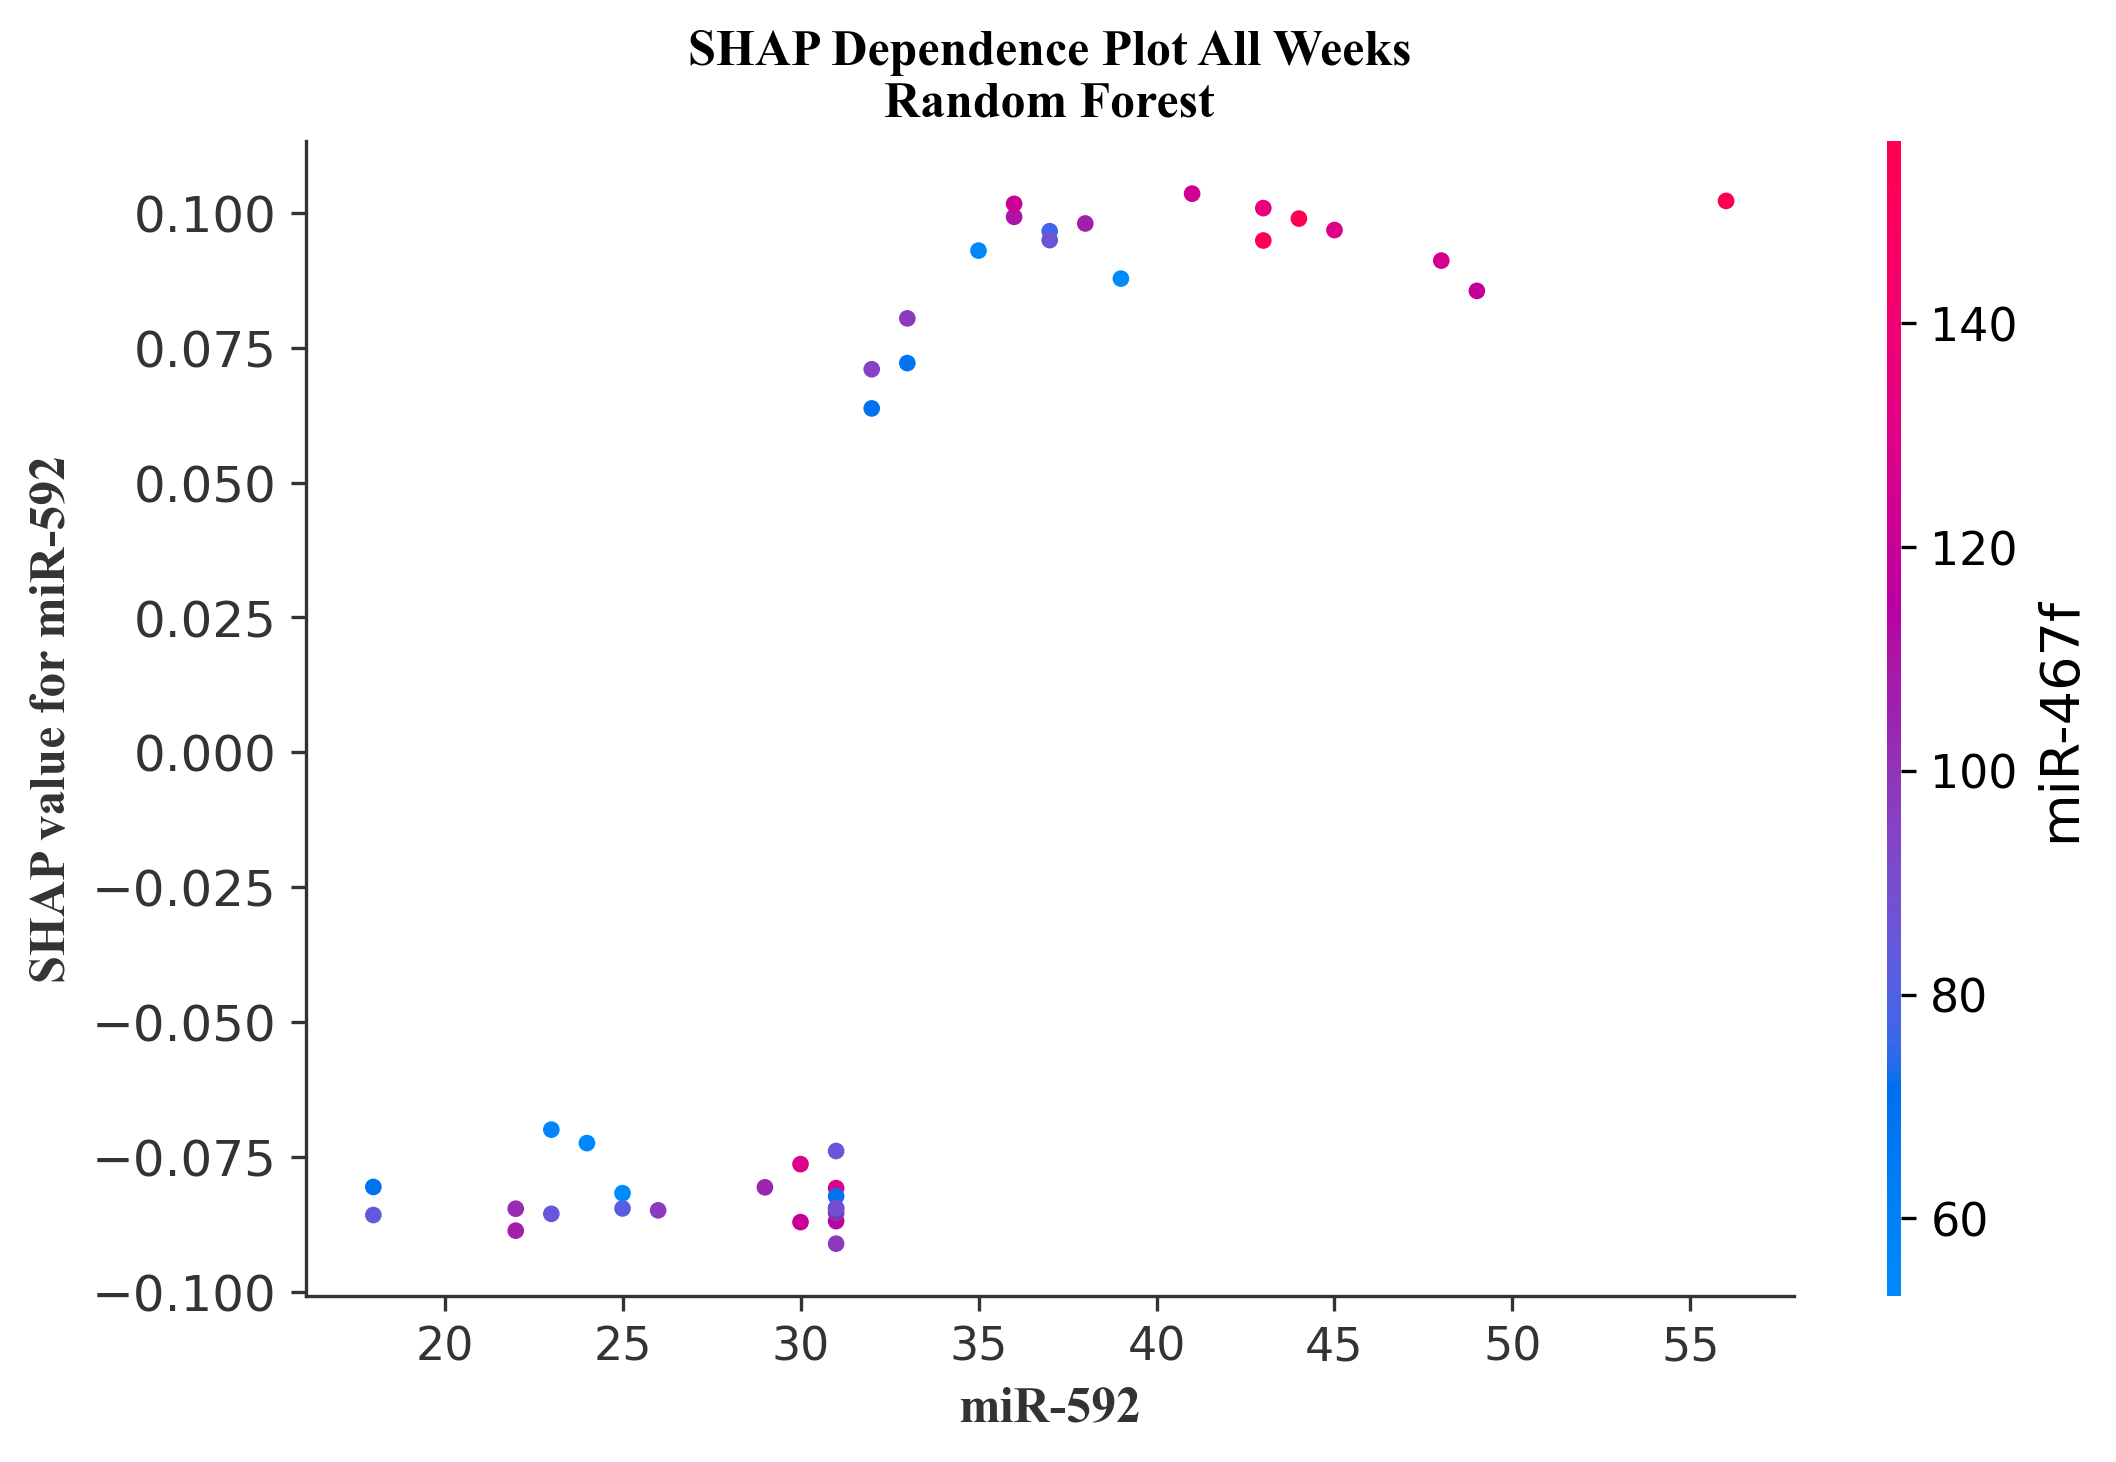 SHAP Dependence Plot All Weeks
Random Forest
SHAP value for miR-592
0.100
0.075
0.050
0.025
0.000
−0.025
−0.050
−0.075
−0.100
20 25 30 35 40 45 50 55
miR-592
140
120
100
80
60
miR-467f